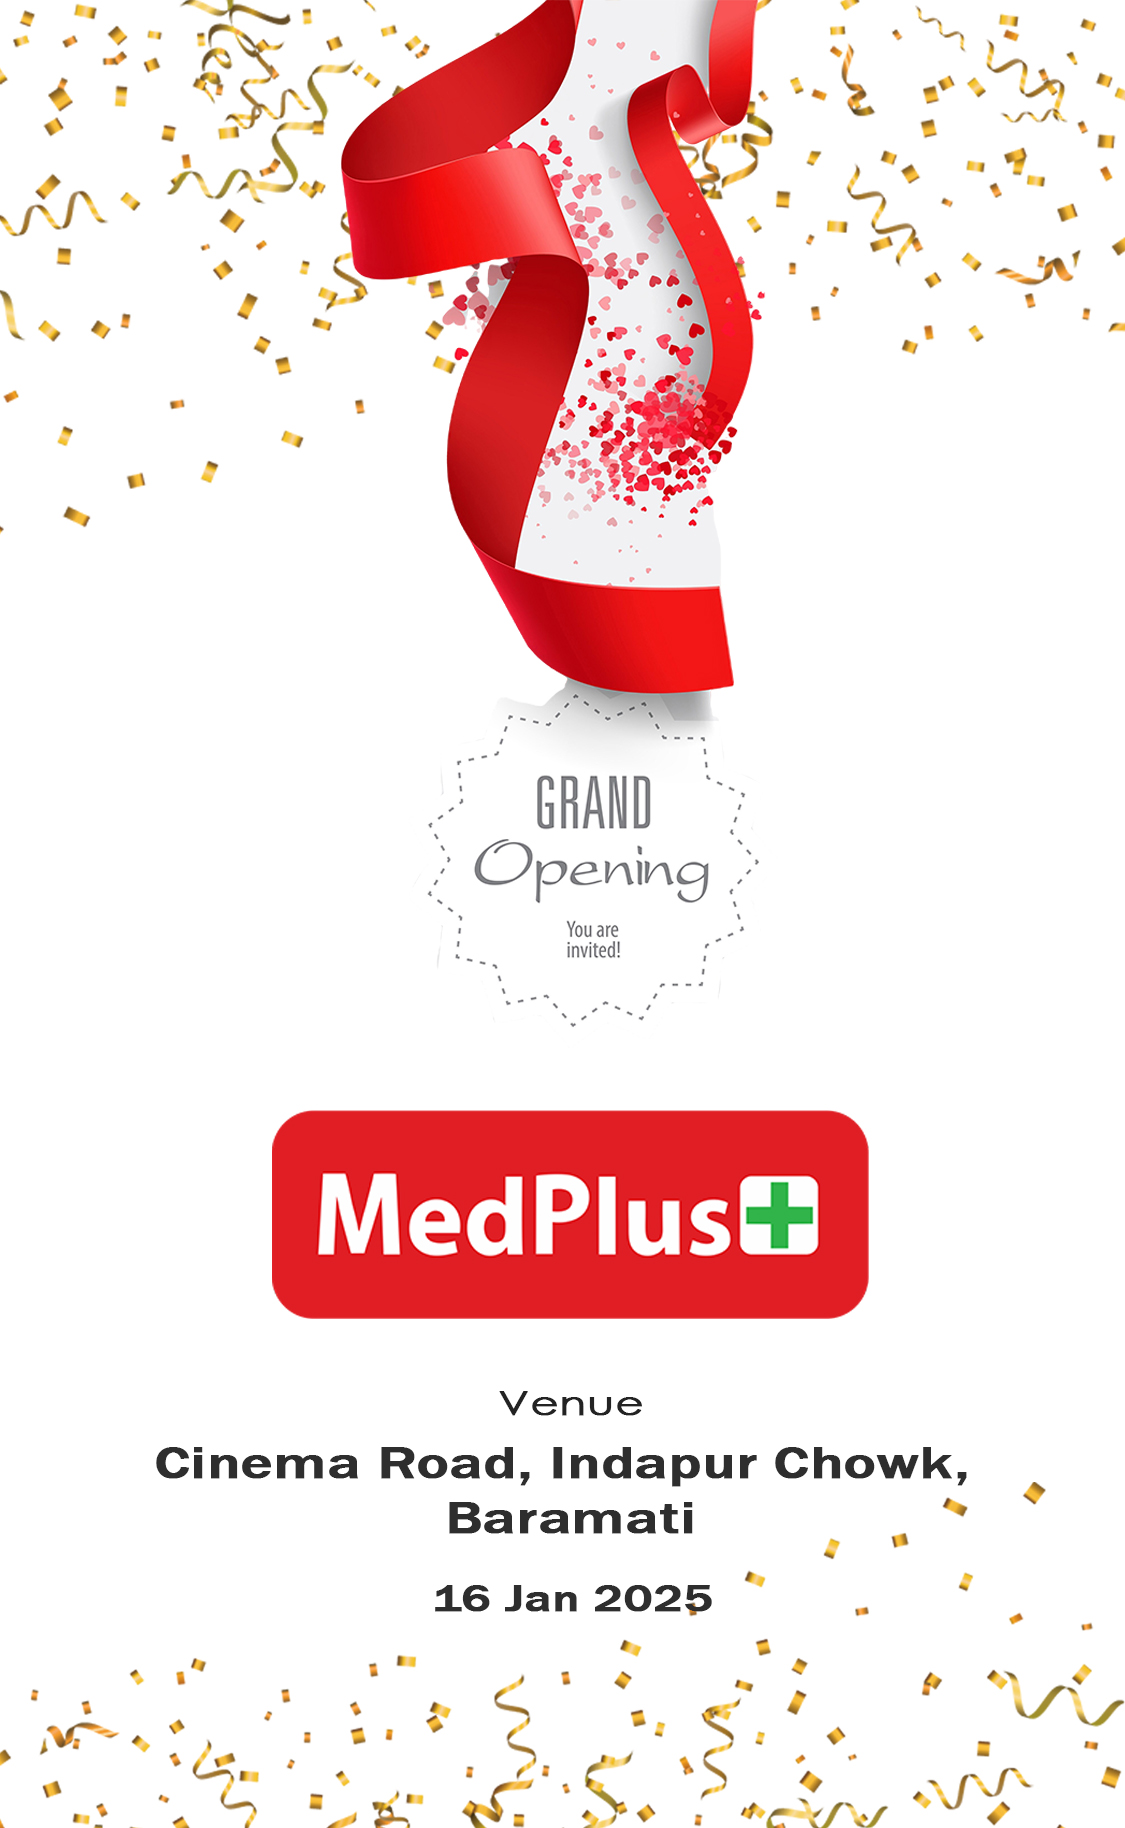 GRAND
Opening
You are
invited!
MedPlus
Venue
Cinema Road, Indapur Chowk,
Baramati
16 Jan 2025